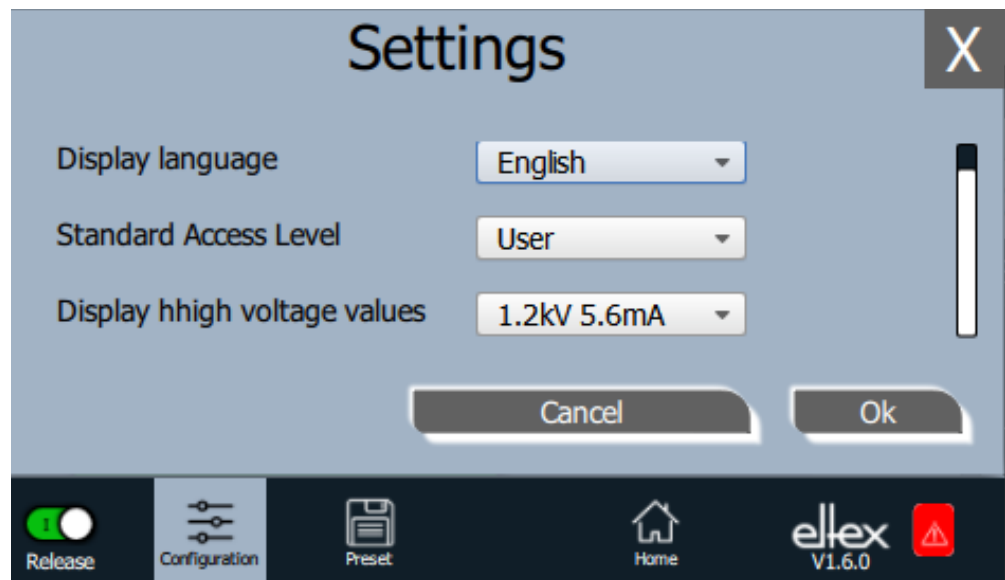 Settings
X
Display language
English
Standard Access Level
User
Display hhigh voltage values
1.2kV 5.6mA
Cancel
Ok
I
Release
Configuration
Preset
Home
eltex
V1.6.0